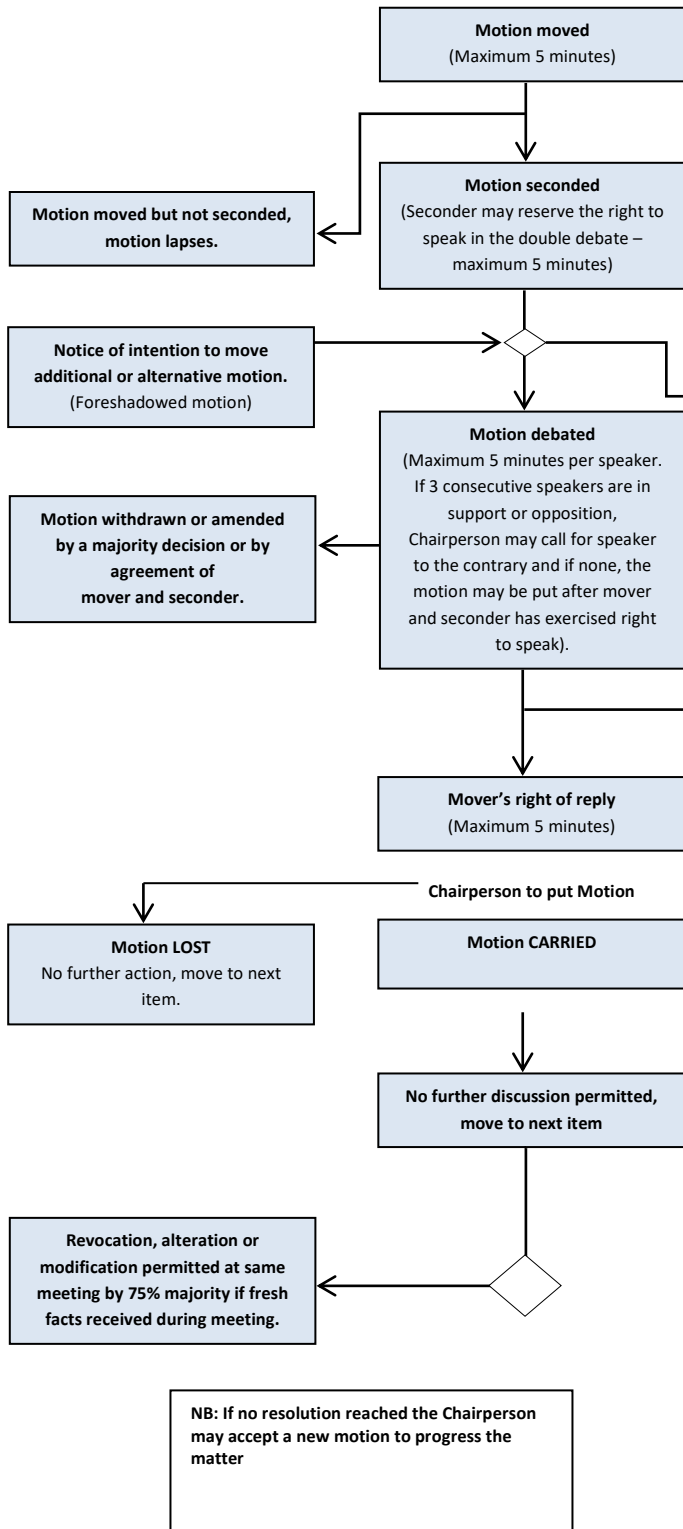 Motion moved
(Maximum 5 minutes)
Motion seconded
(Seconder may reserve the right to
speak in the double debate –
maximum 5 minutes)
Motion moved but not seconded,
motion lapses.
Notice of intention to move
additional or alternative motion.
(Foreshadowed motion)
Motion debated
(Maximum 5 minutes per speaker.
If 3 consecutive speakers are in
support or opposition,
Chairperson may call for speaker
to the contrary and if none, the
motion may be put after mover
and seconder has exercised right
to speak).
Motion withdrawn or amended
by a majority decision or by
agreement of
mover and seconder.
Mover’s right of reply
(Maximum 5 minutes)
Chairperson to put Motion
Motion LOST
No further action, move to next
item.
Motion CARRIED
No further discussion permitted,
move to next item
Revocation, alteration or
modification permitted at same
meeting by 75% majority if fresh
facts received during meeting.
NB: If no resolution reached the Chairperson
may accept a new motion to progress the
matter